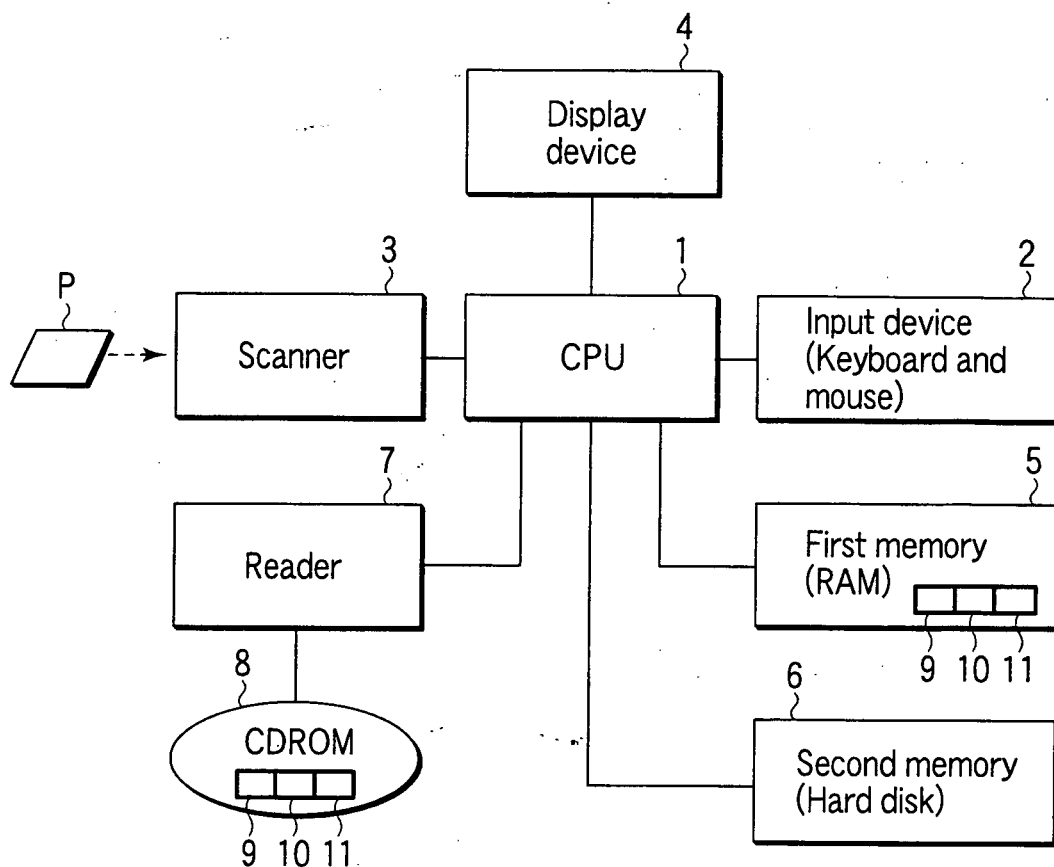 4
Display
device
3
1
2
P
Scanner
CPU
Input device
(Keyboard and
mouse)
7
5
Reader
First memory
(RAM)
9 10 11
8
6
CDROM
Second memory
(Hard disk)
9 10 11